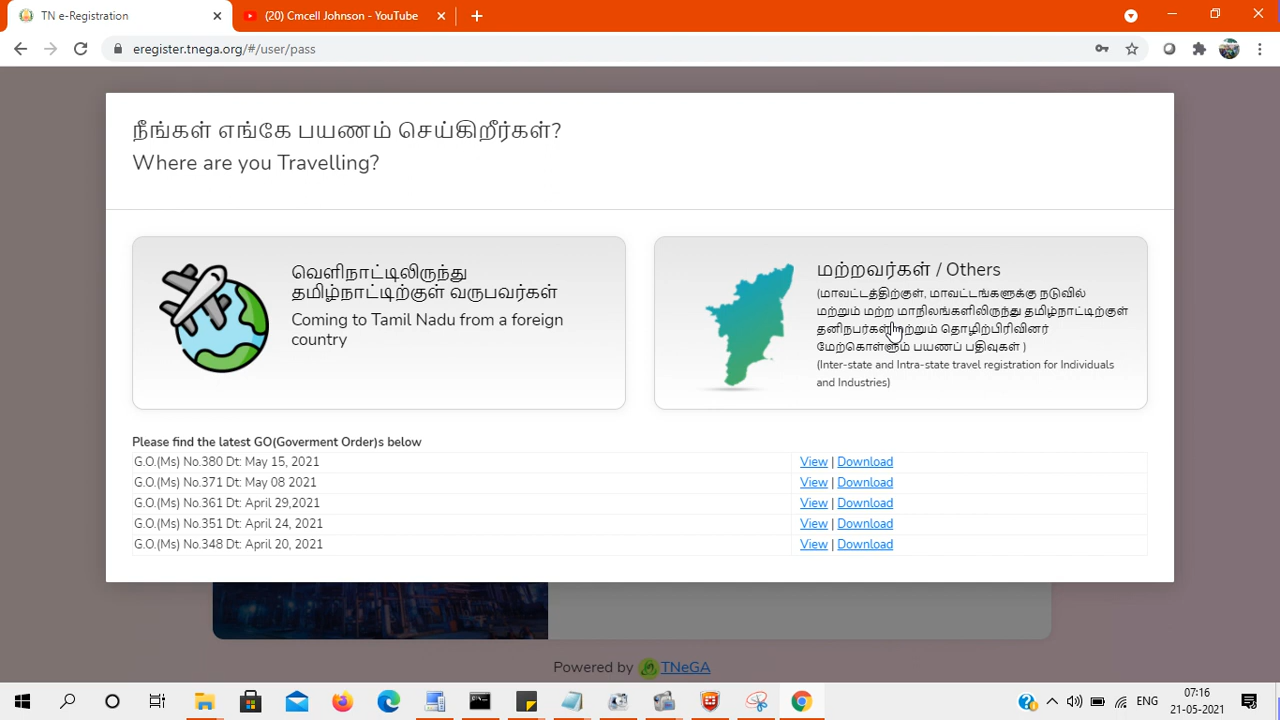 TN e-Registration
(20) Cmcell Johnson - YouTube
eregister.tnega.org/#/user/pass
நீங்கள் எங்கே பயணம் செய்கிறீர்கள்?
Where are you Travelling?
வெளிநாட்டிலிருந்து
தமிழ்நாட்டிற்குள் வருபவர்கள்
Coming to Tamil Nadu from a foreign
country
மற்றவர்கள் / Others
(மாவட்டத்திற்குள், மாவட்டங்களுக்கு நடுவில்
மற்றும் மற்ற மாநிலங்களிலிருந்து தமிழ்நாட்டிற்குள்
தனிநபர்கள் மற்றும் தொழிற்பிரிவினர்
மேற்கொள்ளும் பயணப் பதிவுகள் )
(Inter-state and Intra-state travel registration for Individuals
and Industries)
Please find the latest GO(Goverment Order)s below
G.O.(Ms) No.380 Dt: May 15, 2021 View | Download
G.O.(Ms) No.371 Dt: May 08 2021 View | Download
G.O.(Ms) No.361 Dt: April 29,2021 View | Download
G.O.(Ms) No.351 Dt: April 24, 2021 View | Download
G.O.(Ms) No.348 Dt: April 20, 2021 View | Download
Powered by TNeGA
ENG
07:16
21-05-2021